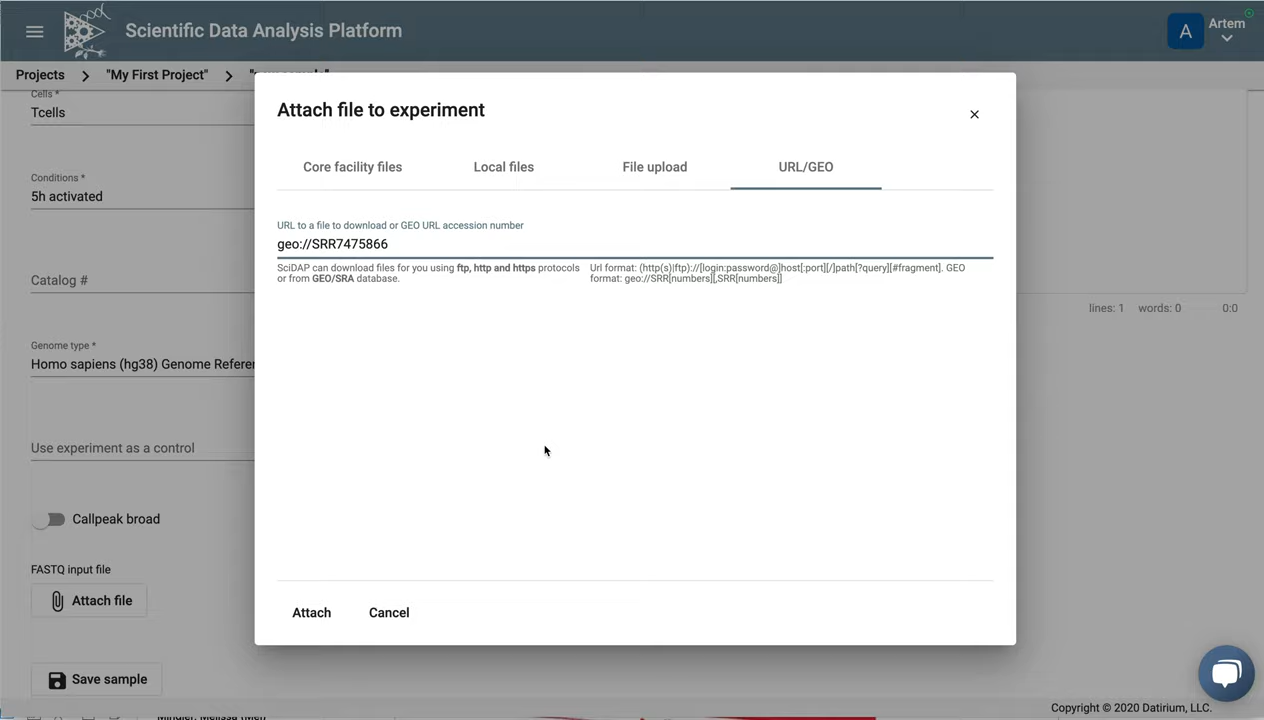 Scientific Data Analysis Platform
A
Artem
Projects > "My First Project" >
Attach file to experiment
×
Core facility files
Local files
File upload
URL/GEO
URL to a file to download or GEO URL accession number
geo://SRR7475866
SciDAP can download files for you using ftp, http and https protocols
or from GEO/SRA database.
Url format: (http(s)|ftp)://[login:password@]host[:port][/]path[?query][#fragment]. GEO
format: geo://SRR[numbers][,SRR[numbers]]
Attach
Cancel
Cells *
Tcells
Conditions *
5h activated
Catalog #
Genome type *
Homo sapiens (hg38) Genome
Use experiment as a control
Callpeak broad
FASTQ input file
Attach file
Save sample
lines: 1 words: 0 0:0
Copyright © 2020 Datirium, LLC.